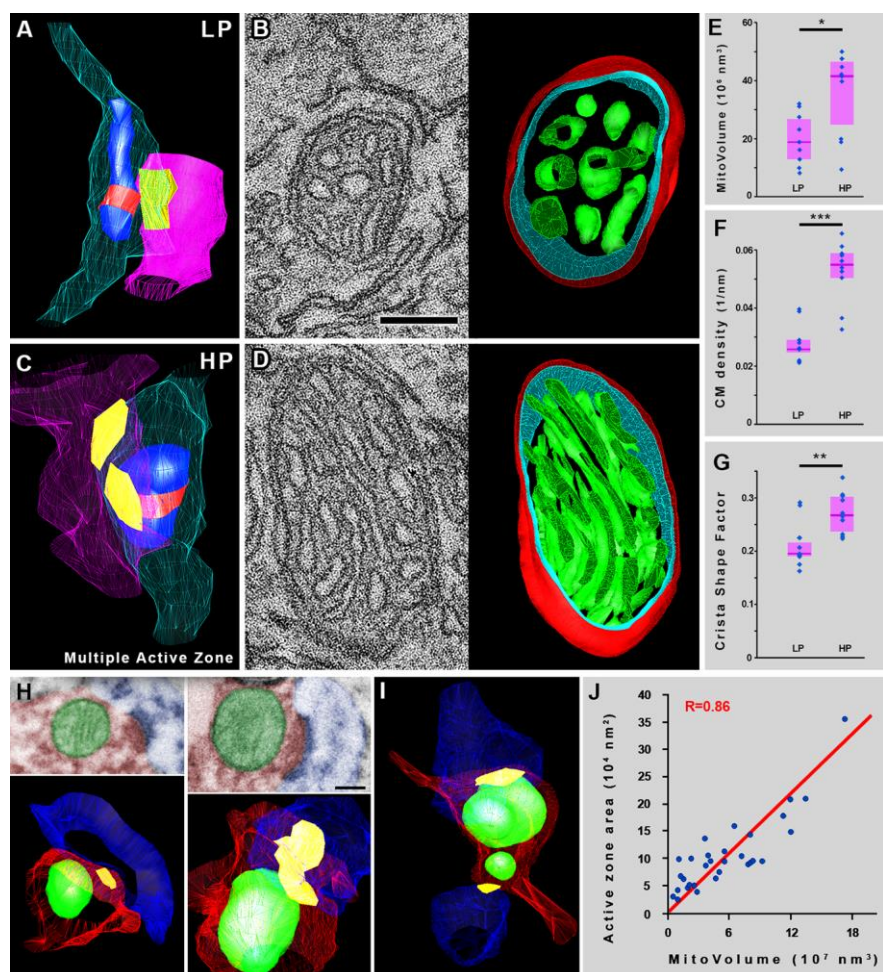 A LP
B
C HP
Multiple Active Zone
D
E
MitoVolume (10⁶ nm³)
60
40
20
0
*
LP HP
F
CM density (1/nm)
0.06
0.04
0.02
0
***
LP HP
G
Crista Shape Factor
0.3
0.2
0.1
0
**
LP HP
H
I
J
R=0.86
Active zone area (10⁴ nm²)
40
35
30
25
20
15
10
5
0
0 6 12 18
MitoVolume (10⁷ nm³)